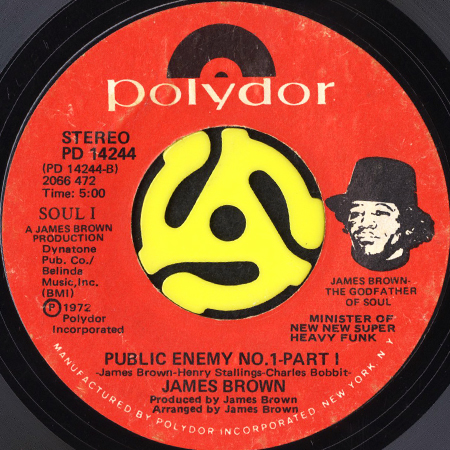 polydor
STEREO
PD 14244
(PD 14244-B)
2066 472
Time: 5:00
SOUL I
A JAMES BROWN
PRODUCTION
Dynatone
Pub. Co./
Belinda
Music, Inc.
(BMI)
Ⓟ 1972
Polydor
Incorporated
JAMES BROWN-
THE GODFATHER
OF SOUL
MINISTER OF
NEW NEW SUPER
HEAVY FUNK
PUBLIC ENEMY NO.1-PART I
-James Brown-Henry Stallings-Charles Bobbit-
JAMES BROWN
Produced by James Brown
Arranged by James Brown
MANUFACTURED BY POLYDOR INCORPORATED, NEW YORK, N.Y.